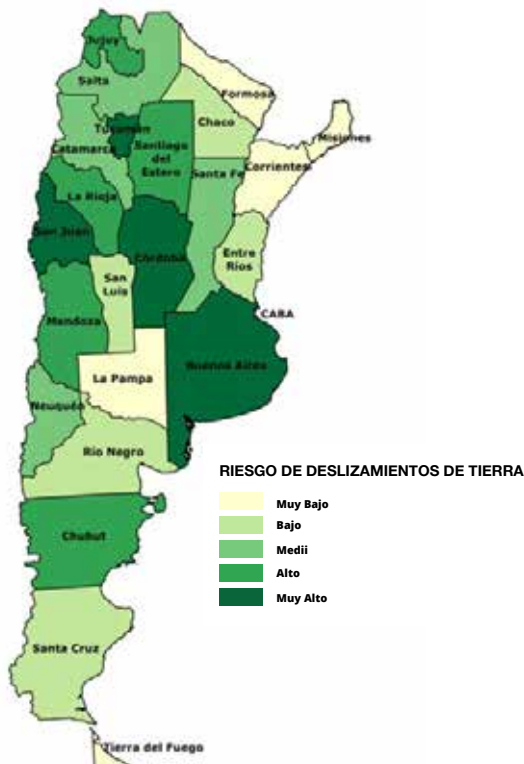 Jujuy
Salta
Formosa
Chaco
Tucumán
Misiones
Catamarca
Santiago
del
Estero
Santa Fe
Corrientes
La Rioja
San Juan
Córdoba
Entre
Ríos
San
Luis
CABA
Mendoza
Buenos Aires
La Pampa
Neuquén
Río Negro
RIESGO DE DESLIZAMIENTOS DE TIERRA
Muy Bajo
Bajo
Medii
Alto
Muy Alto
Chubut
Santa Cruz
Tierra del Fuego